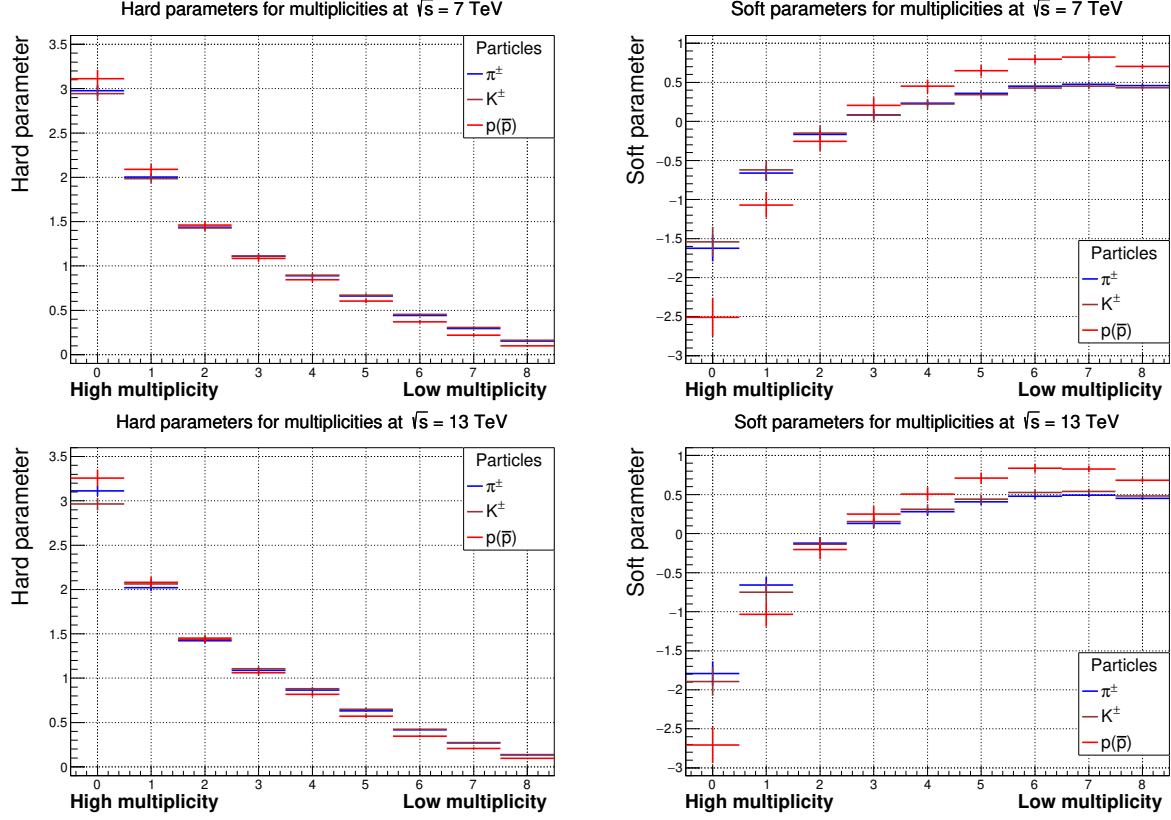 Hard parameters for multiplicities at √s = 7 TeV
Hard parameter
3.5
3
2.5
2
1.5
1
0.5
0
Particles
π±
K±
p(p̅)
0 1 2 3 4 5 6 7 8
High multiplicity Low multiplicity
Soft parameters for multiplicities at √s = 7 TeV
Soft parameter
1
0.5
0
−0.5
−1
−1.5
−2
−2.5
−3
Particles
π±
K±
p(p̅)
0 1 2 3 4 5 6 7 8
High multiplicity Low multiplicity
Hard parameters for multiplicities at √s = 13 TeV
Hard parameter
3.5
3
2.5
2
1.5
1
0.5
0
Particles
π±
K±
p(p̅)
0 1 2 3 4 5 6 7 8
High multiplicity Low multiplicity
Soft parameters for multiplicities at √s = 13 TeV
Soft parameter
1
0.5
0
−0.5
−1
−1.5
−2
−2.5
−3
Particles
π±
K±
p(p̅)
0 1 2 3 4 5 6 7 8
High multiplicity Low multiplicity